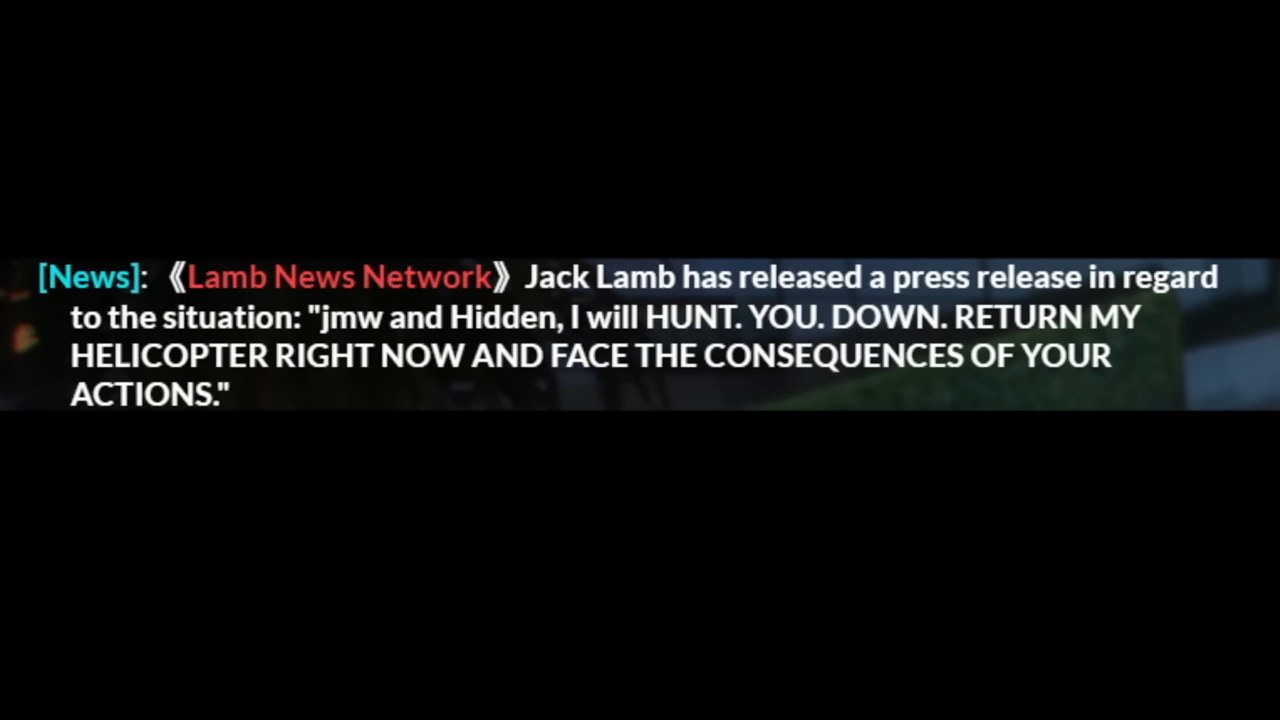 [News]: 《Lamb News Network》 Jack Lamb has released a press release in regard
to the situation: "jmw and Hidden, I will HUNT. YOU. DOWN. RETURN MY
HELICOPTER RIGHT NOW AND FACE THE CONSEQUENCES OF YOUR
ACTIONS."